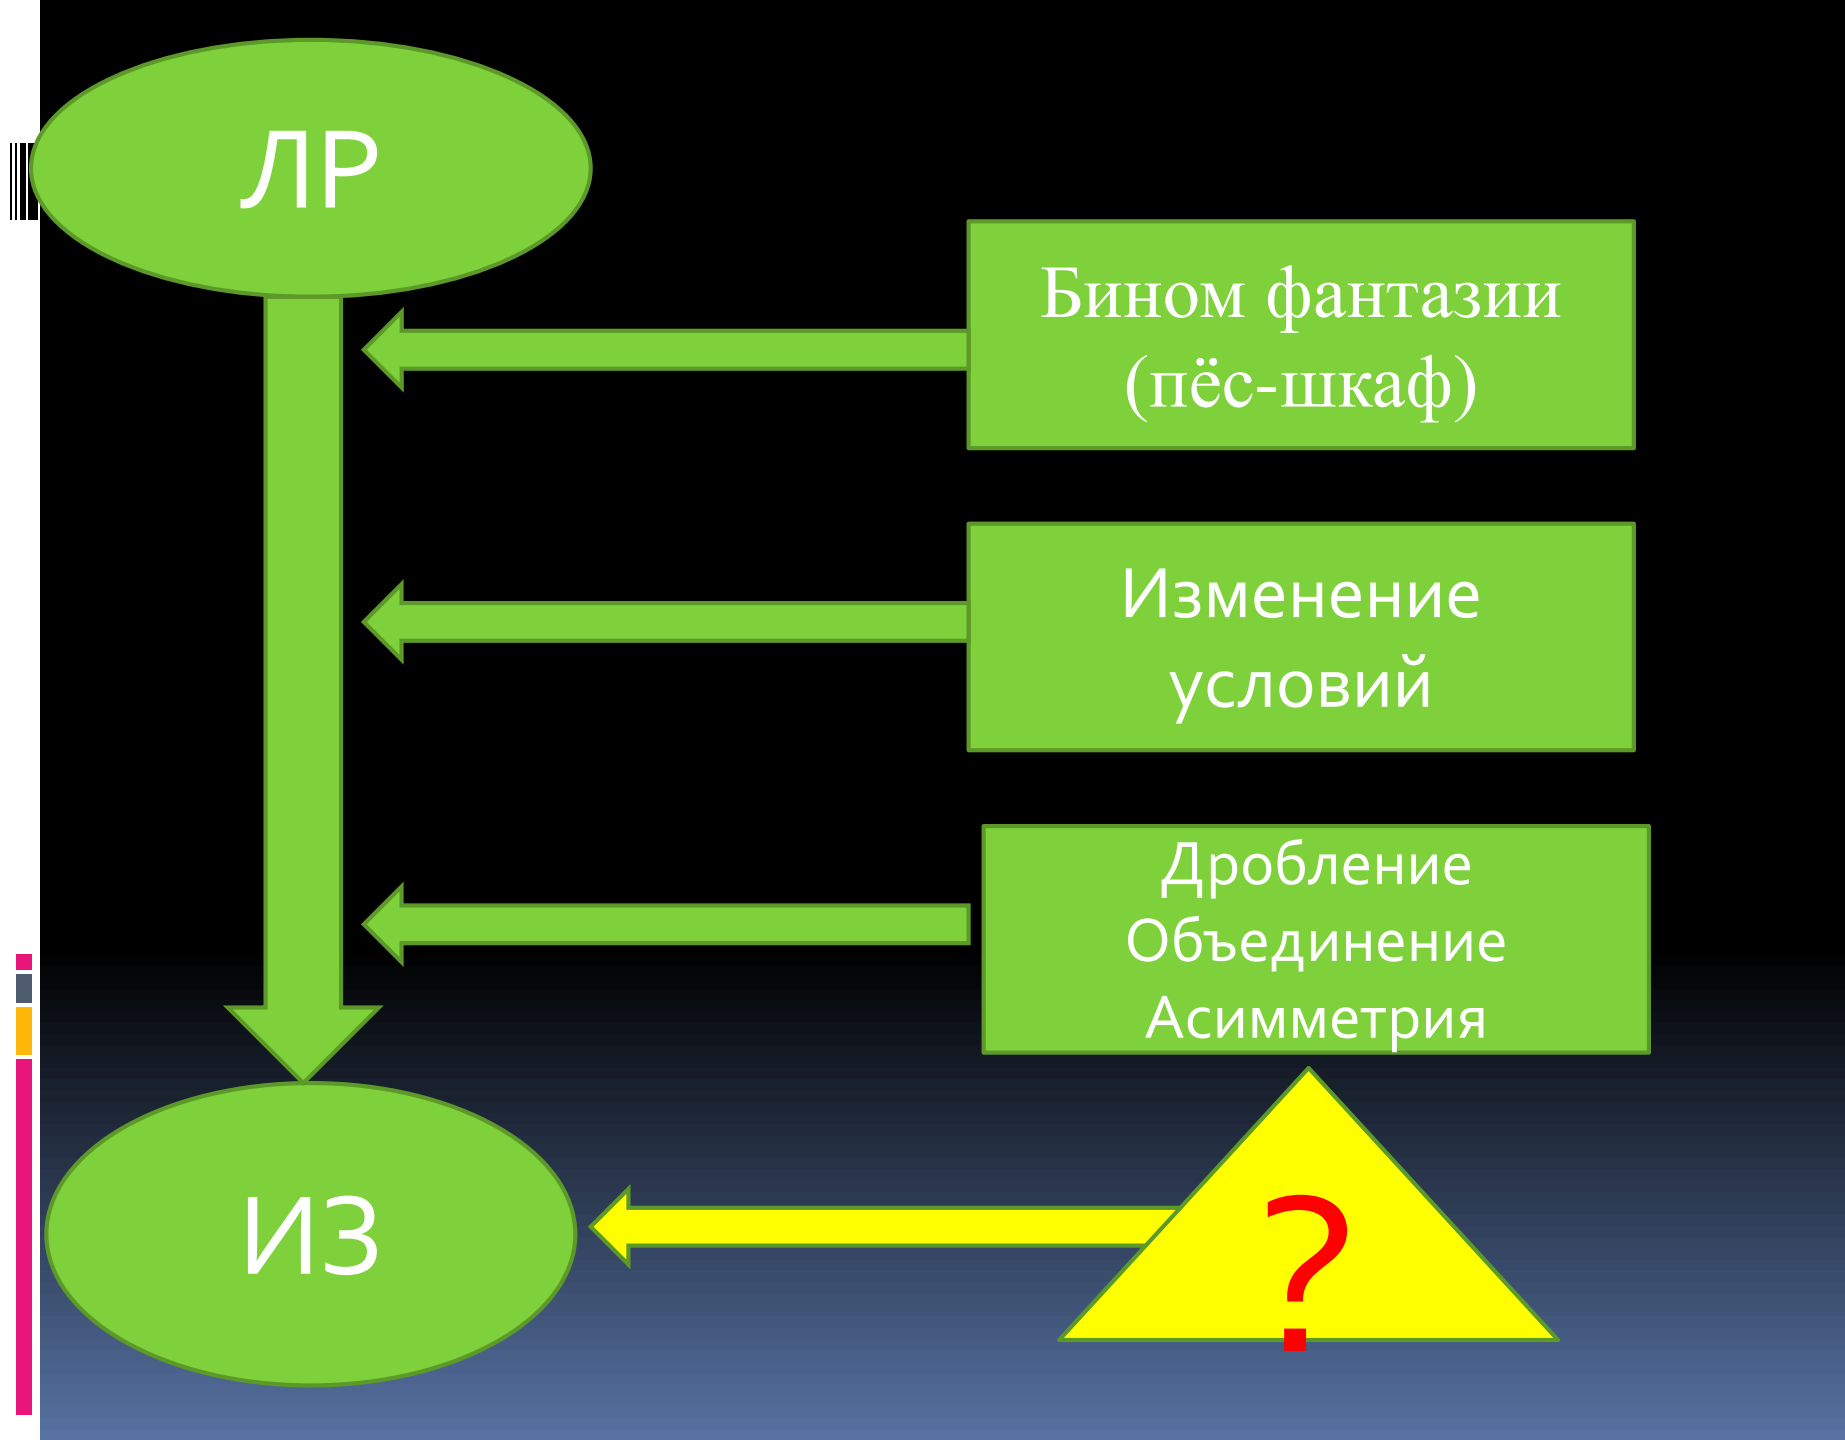 ЛР
Бином фантазии
(пёс-шкаф)
Изменение
условий
Дробление
Объединение
Асимметрия
ИЗ
?